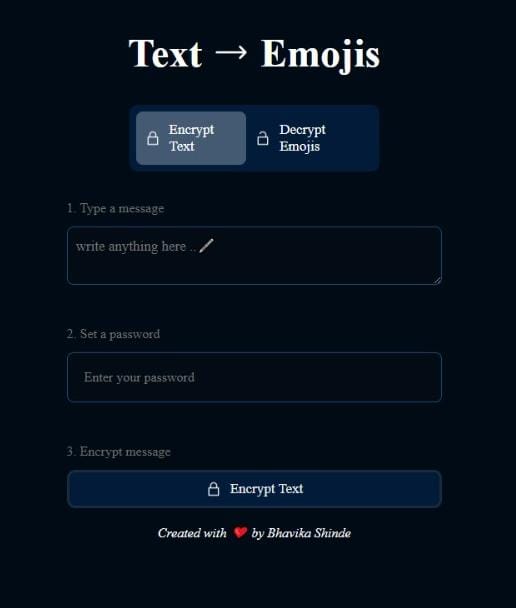 Text → Emojis
Encrypt
Text
Decrypt
Emojis
1. Type a message
write anything here ..🖊️
2. Set a password
Enter your password
3. Encrypt message
Encrypt Text
Created with ❤️ by Bhavika Shinde